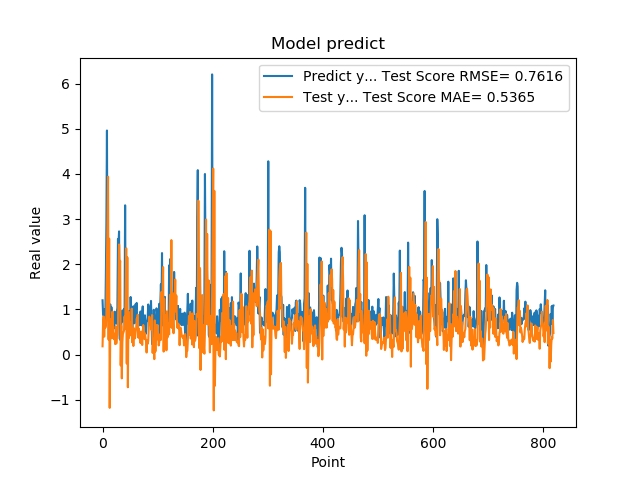 Model predict
Predict y... Test Score RMSE= 0.7616
Test y... Test Score MAE= 0.5365
Real value
6
5
4
3
2
1
0
−1
0 200 400 600 800
Point